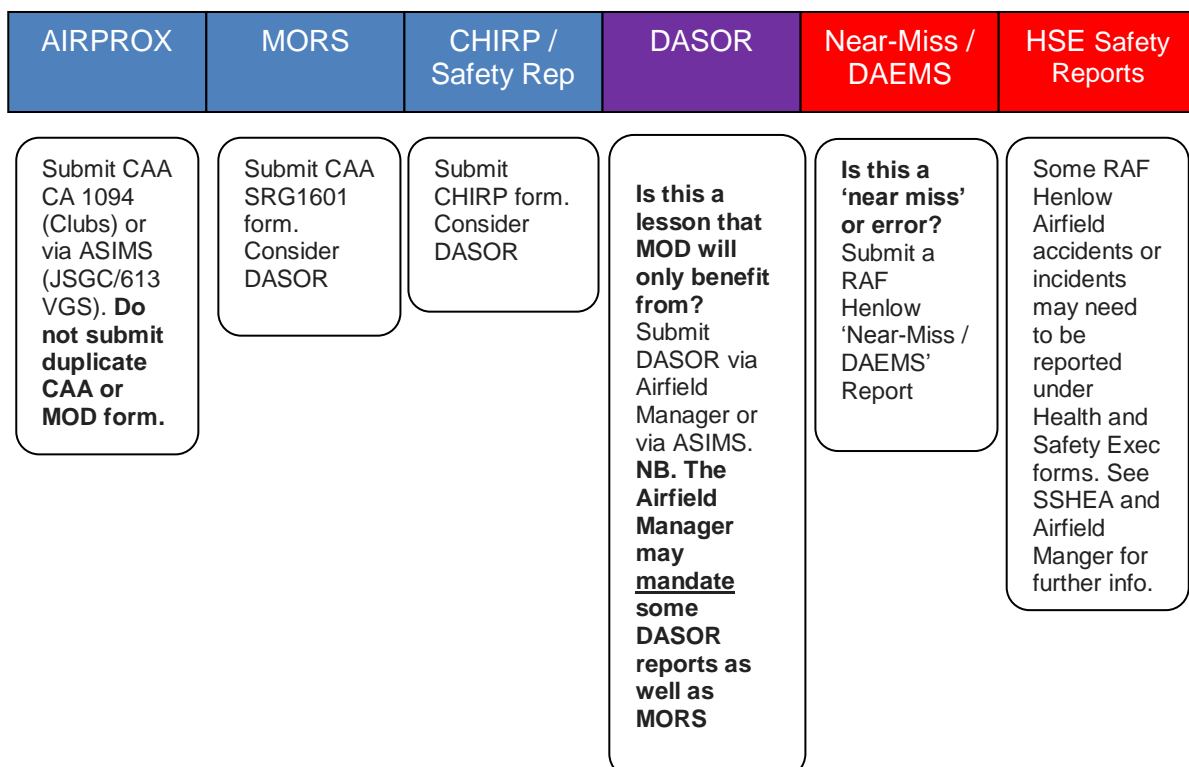 AIRPROX
MORS
CHIRP /
Safety Rep
DASOR
Near-Miss /
DAEMS
HSE Safety
Reports
Submit CAA
CA 1094
(Clubs) or
via ASIMS
(JSGC/613
VGS). Do
not submit
duplicate
CAA or
MOD form.
Submit CAA
SRG1601
form.
Consider
DASOR
Submit
CHIRP form.
Consider
DASOR
Is this a
lesson that
MOD will
only benefit
from?
Submit
DASOR via
Airfield
Manager or
via ASIMS.
NB. The
Airfield
Manager
may
mandate
some
DASOR
reports as
well as
MORS
Is this a
‘near miss’
or error?
Submit a
RAF
Henlow
‘Near-Miss /
DAEMS’
Report
Some RAF
Henlow
Airfield
accidents or
incidents
may need
to be
reported
under
Health and
Safety Exec
forms. See
SSHEA and
Airfield
Manger for
further info.